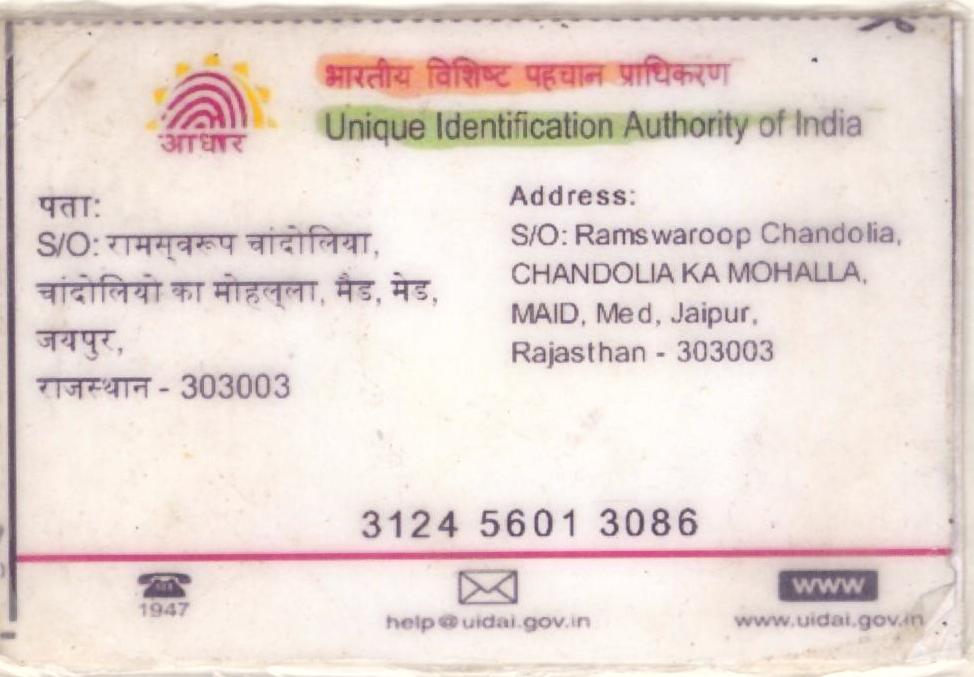 भारतीय विशिष्ट पहचान प्राधिकरण
Unique Identification Authority of India
आधार
पता:
S/O: रामस्वरूप चांदोलिया,
चांदोलियो का मोहल्ला, मैड, मेड,
जयपुर,
राजस्थान - 303003
Address:
S/O: Ramswaroop Chandolia,
CHANDOLIA KA MOHALLA,
MAID, Med, Jaipur,
Rajasthan - 303003
3124 5601 3086
1947
help@uidai.gov.in
www
www.uidai.gov.in